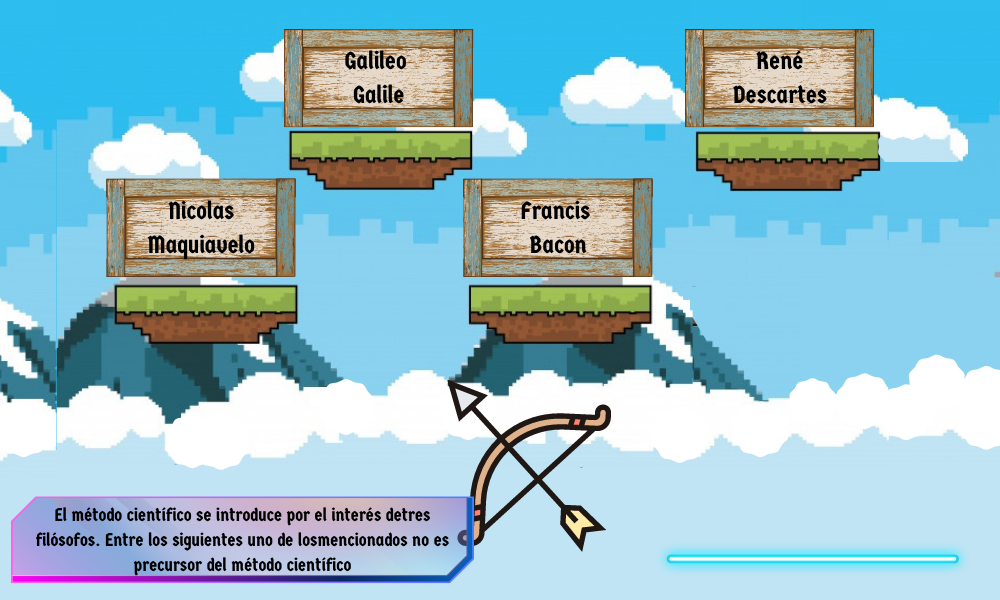 Galileo
Galile
René
Descartes
Nicolas
Maquiavelo
Francis
Bacon
El método científico se introduce por el interés detres
filósofos. Entre los siguientes uno de losmencionados no es
precursor del método científico